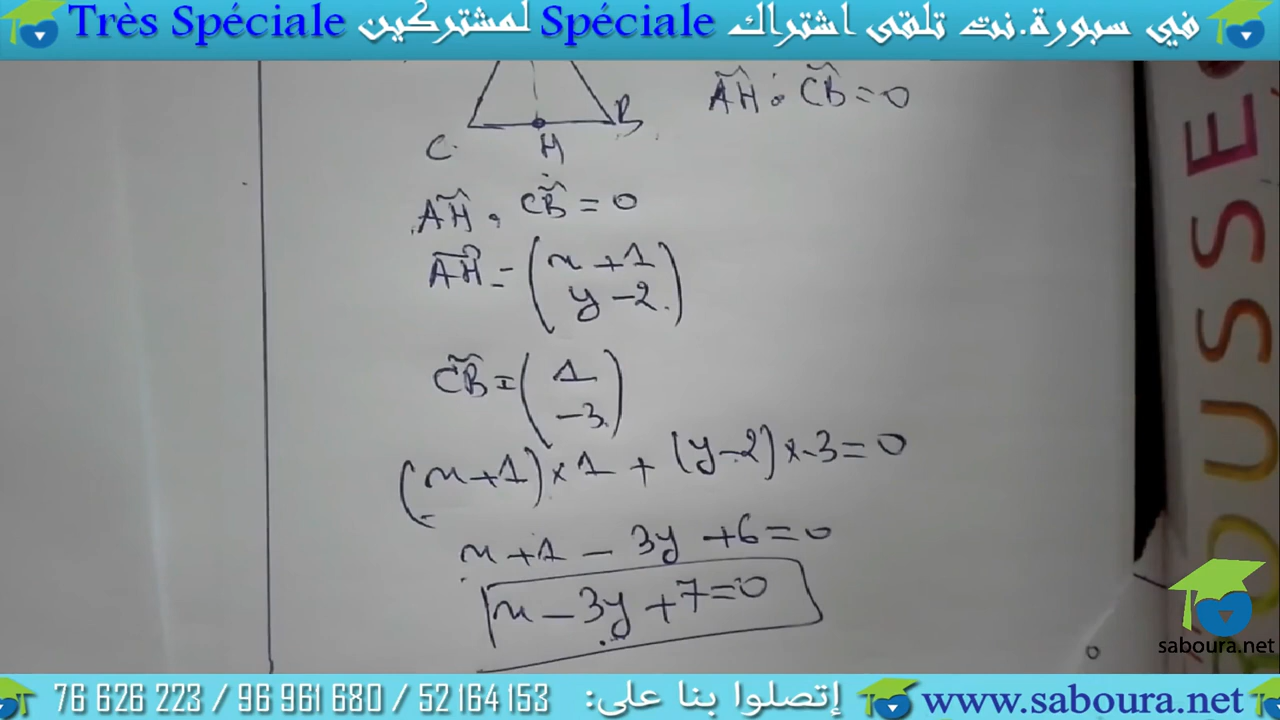 في سبورة.نت تلقى اشتراك Spéciale لمشتركين Très Spéciale
AH . CB = 0
C H B
AH . CB = 0
AH = (x + 1
y - 2)
CB = (1
-3)
(x+1)×1 + (y-2)×-3=0
x+1 - 3y +6=0
x - 3y +7=0
OUSSE
saboura.net
76 626 223 / 96 961 680 / 52 164 153 إتصلوا بنا على: www.saboura.net